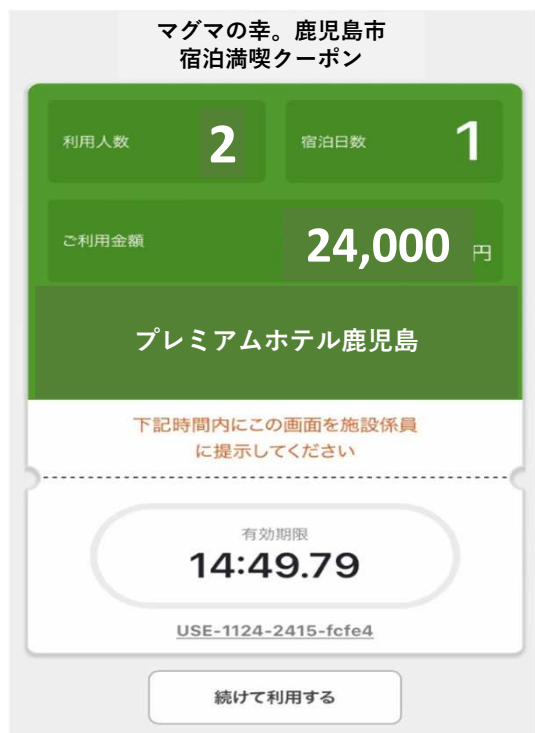 マグマの幸。鹿児島市
宿泊満喫クーポン
利用人数
2
宿泊日数
1
ご利用金額
24,000 円
プレミアムホテル鹿児島
下記時間内にこの画面を施設係員
に提示してください
有効期限
14:49.79
USE-1124-2415-fcfe4
続けて利用する